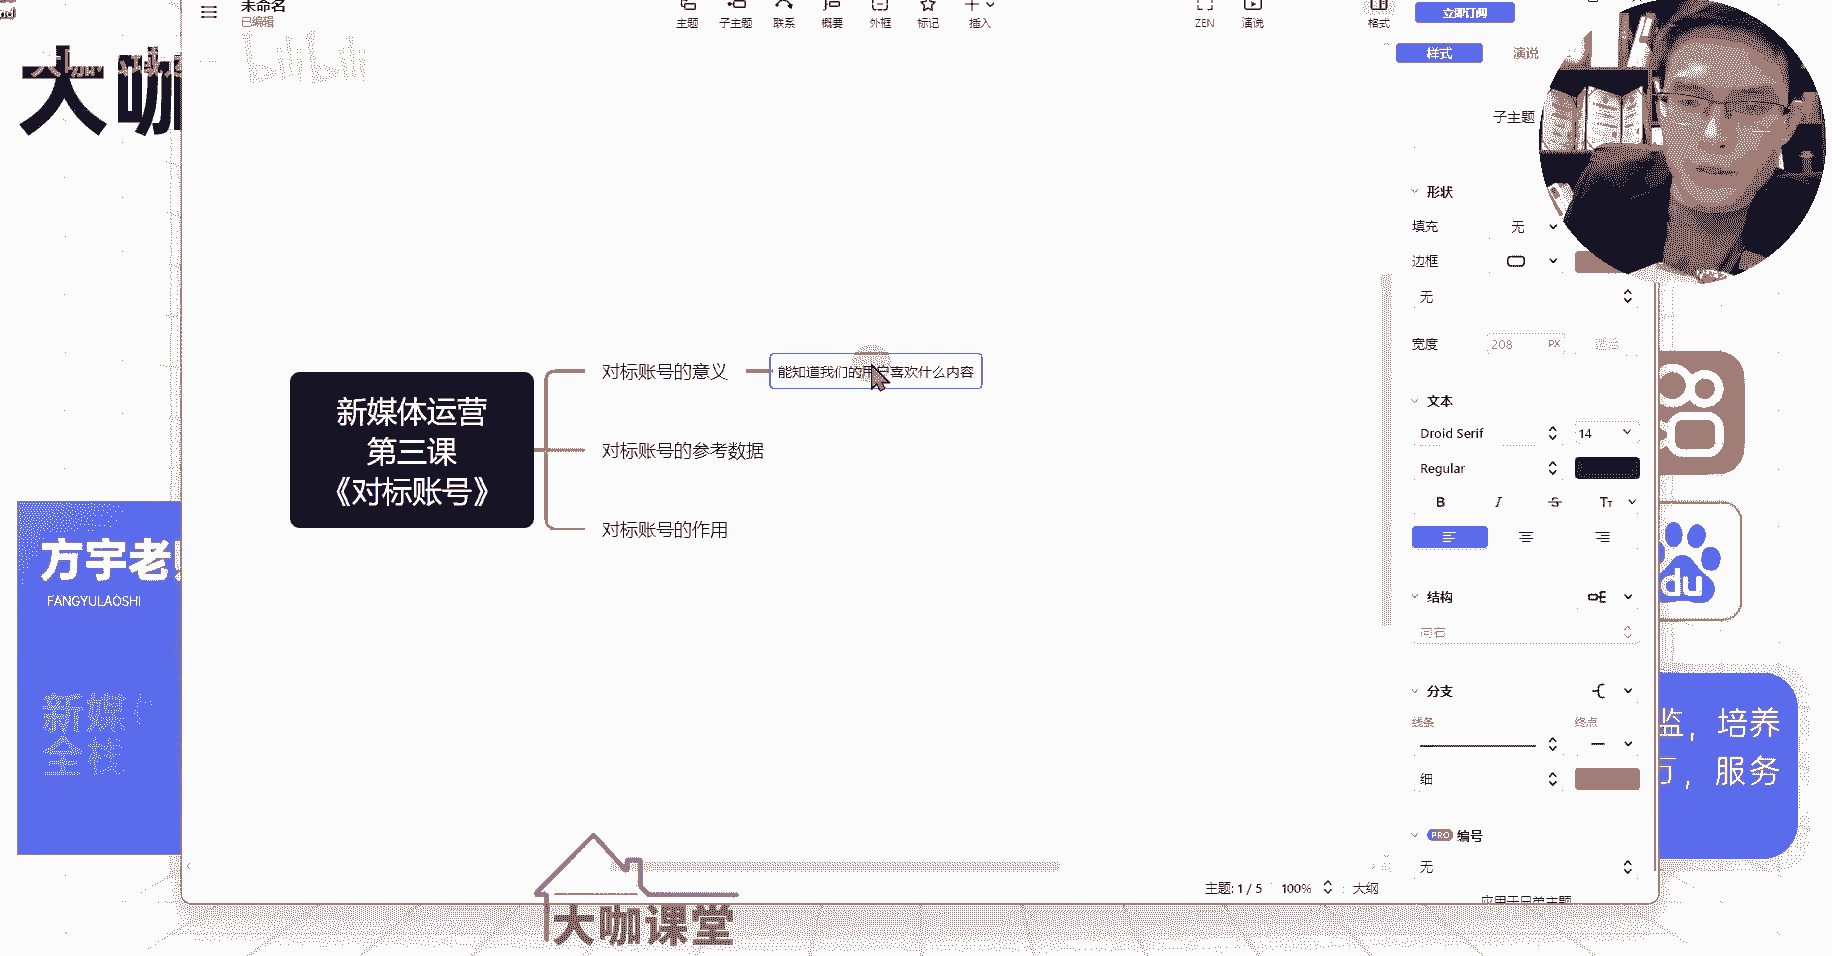 未命名
已编辑
主题
子主题
联系
概要
外框
标记
插入
ZEN
演说
格式
立即订阅
bilibili
大咖
样式
演说
子主题
形状
填充
无
边框
无
宽度
208
PX
文本
Droid Serif
14
Regular
B
I
S
TT
结构
向右
分支
线条
终点
细
PRO
编号
无
新媒体运营
第三课
《对标账号》
对标账号的意义
能知道我们的用户喜欢什么内容
对标账号的参考数据
对标账号的作用
方宇老
FANGYULAOSHI
新媒
全栈
du
监，培养
万，服务
主题: 1 / 5
100%
大纲
大咖课堂